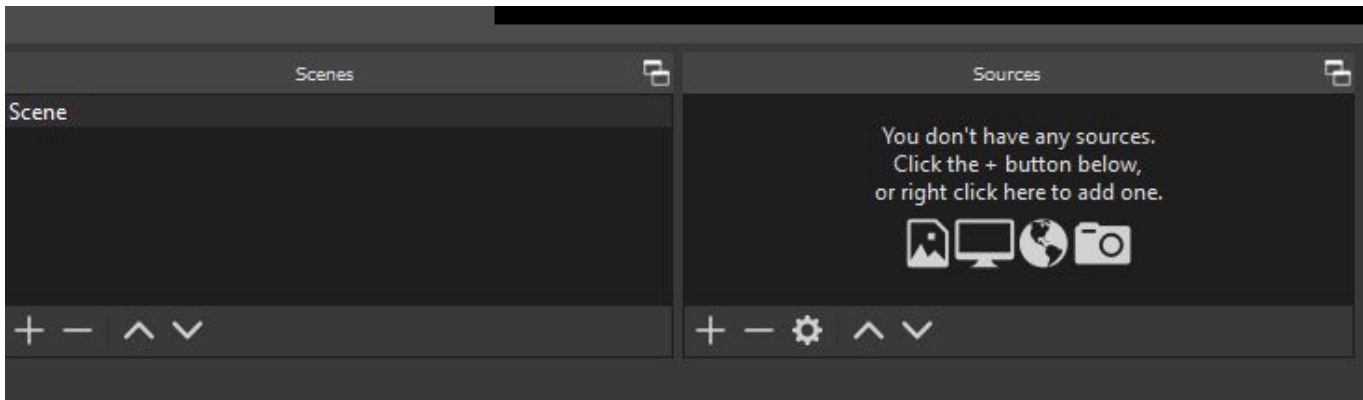 Scenes
Sources
Scene
You don't have any sources.
Click the + button below,
or right click here to add one.